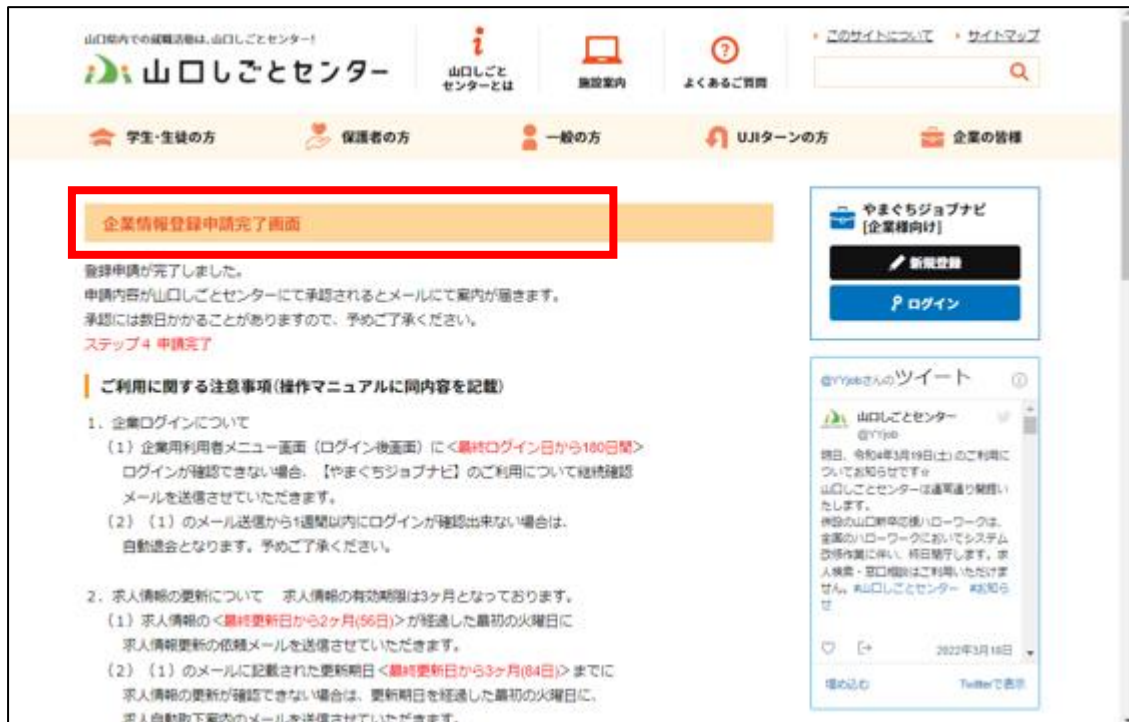 山口県内での就職活動は、山口しごとセンター!
山口しごとセンター
山口しごと
センターとは
施設案内
よくあるご質問
このサイトについて
サイトマップ
学生・生徒の方
保護者の方
一般の方
UJIターンの方
企業の皆様
企業情報登録申請完了画面
登録申請が完了しました。
申請内容が山口しごとセンターにて承認されるとメールにて案内が届きます。
承認には数日かかることがありますので、予めご了承ください。
ステップ4 申請完了
ご利用に関する注意事項(操作マニュアルに同内容を記載)
1. 企業ログインについて
(1)企業用利用者メニュー画面(ログイン後画面)に<最終ログイン日から180日間>
ログインが確認できない場合、【やまぐちジョブナビ】のご利用について継続確認
メールを送信させていただきます。
(2)(1)のメール送信から1週間以内にログインが確認出来ない場合は、
自動退会となります。予めご了承ください。
2. 求人情報の更新について 求人情報の有効期限は3ヶ月となっております。
(1)求人情報の<最終更新日から2ヶ月(56日)>が経過した最初の火曜日に
求人情報更新の依頼メールを送信させていただきます。
(2)(1)のメールに記載された更新期日<最終更新日から3ヶ月(84日)>までに
求人情報の更新が確認できない場合は、更新期日を経過した最初の火曜日に、
求人自動取下案内のメールを送信させていただきます。
やまぐちジョブナビ
[企業様向け]
新規登録
ログイン
@YYjobさんのツイート
山口しごとセンター
@YYjob
明日、令和4年3月19日(土)のご利用に
ついてお知らせです☆
山口しごとセンターは通常通り開館い
たします。
併設の山口新卒応援ハローワークは、
全国のハローワークにおいてシステム
改修作業に伴い、終日閉庁します。求
人検索・窓口相談はご利用いただけま
せん。#山口しごとセンター #お知ら
せ
2022年3月18日
埋め込む
Twitterで表示